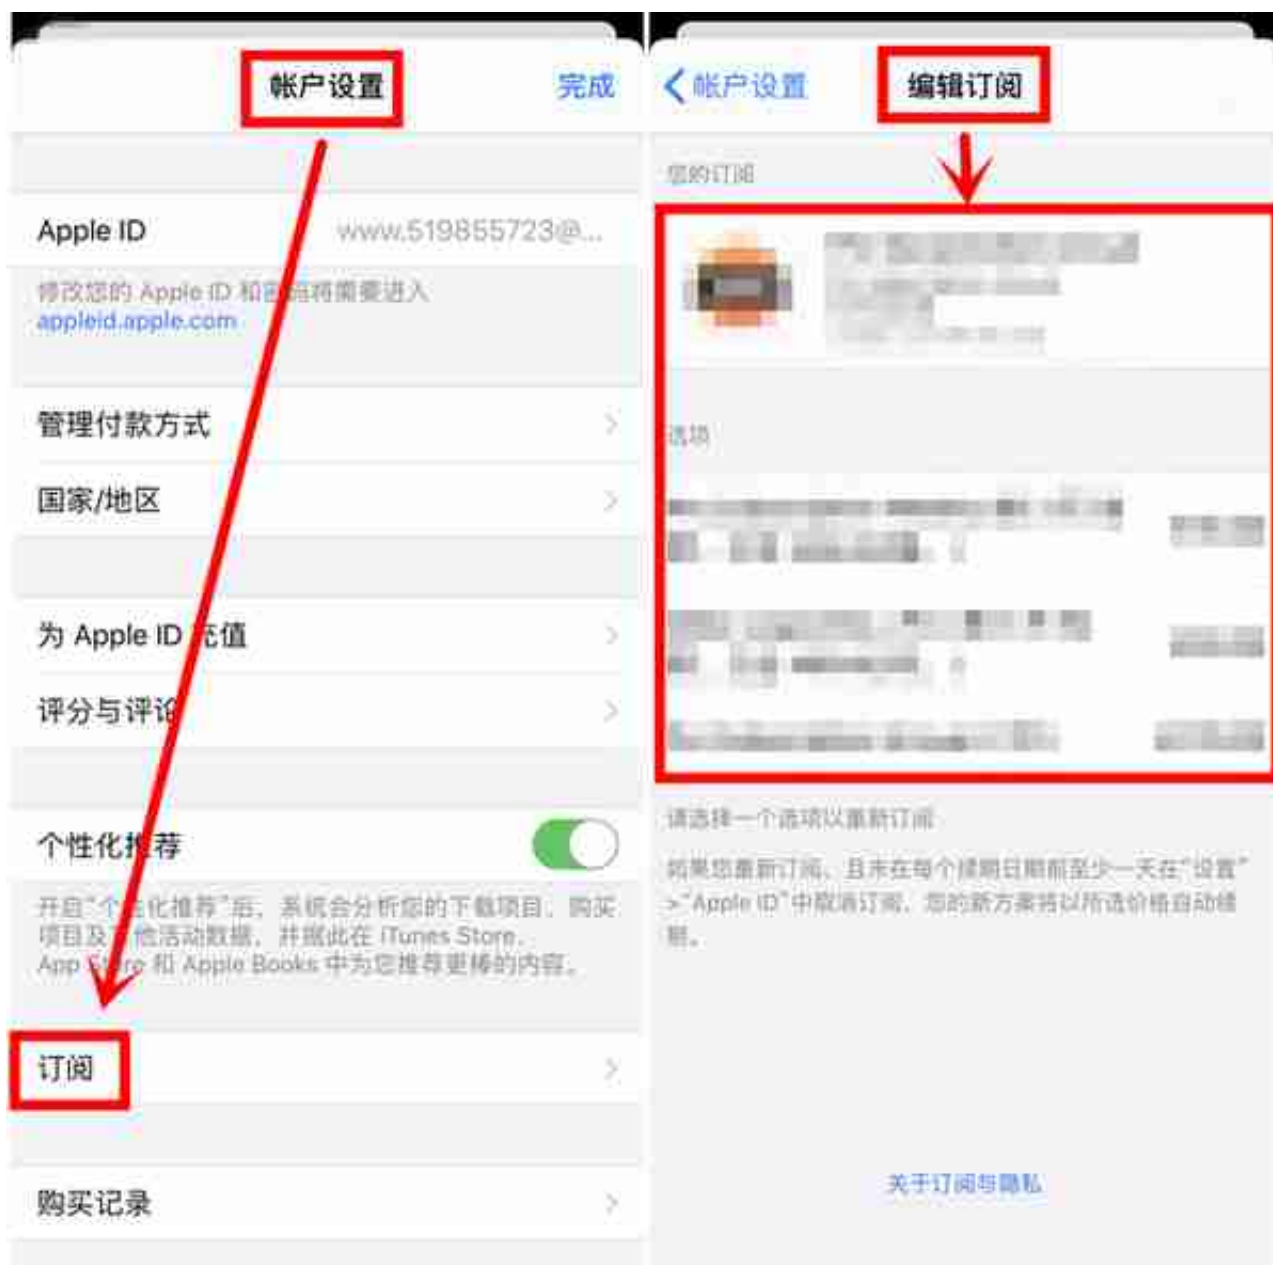 帐户设置
完成
Apple ID
www.519855723@...
修改您的 Apple ID 和密码将需要进入
appleid.apple.com
管理付款方式
国家/地区
为 Apple ID 充值
评分与评论
个性化推荐
开启“个性化推荐”后，系统会分析您的下载项目、购买
项目及其他活动数据，并据此在 iTunes Store、
App Store 和 Apple Books 中为您推荐更棒的内容。
订阅
购买记录
帐户设置
编辑订阅
您的订阅
选项
请选择一个选项以重新订阅
如果您重新订阅，且未在每个续期日期前至少一天在“设置”
>“Apple ID”中取消订阅，您的新方案将以所选价格自动续
期。
关于订阅与隐私